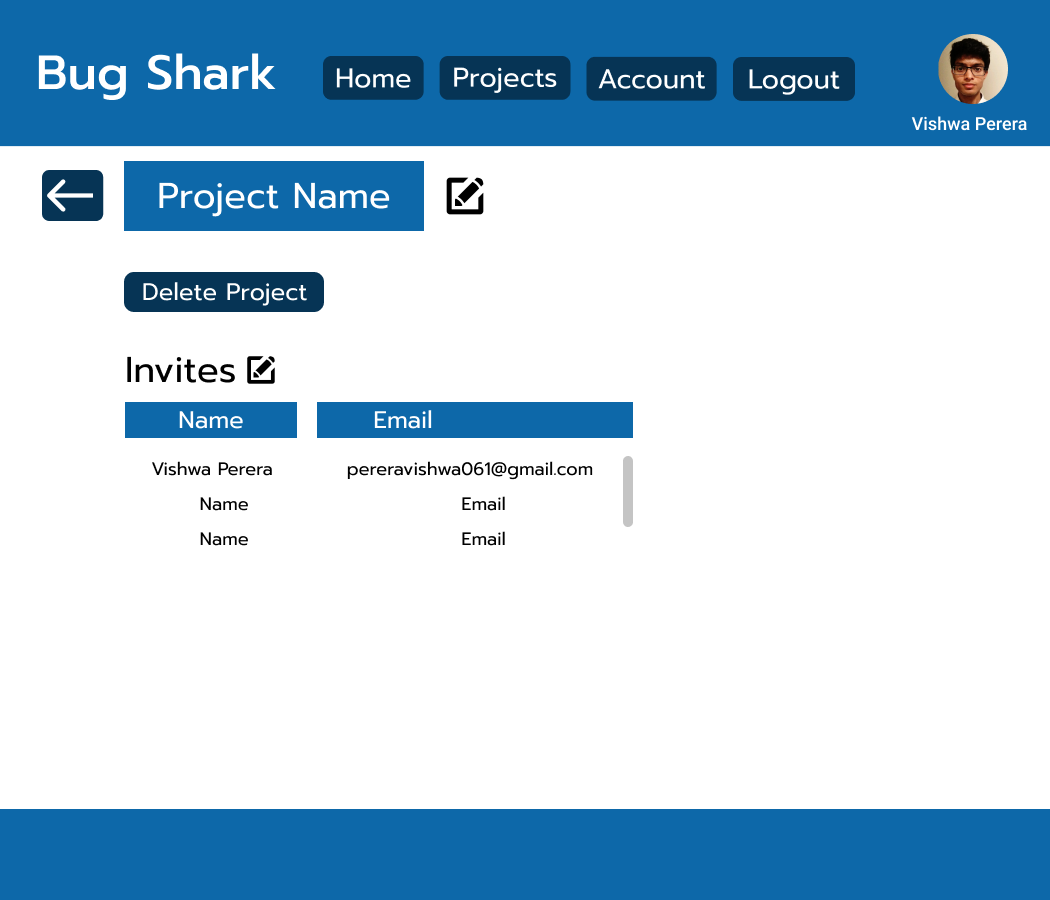 Bug Shark
Home
Projects
Account
Logout
Vishwa Perera
Project Name
Delete Project
Invites
Name
Email
Vishwa Perera
pereravishwa061@gmail.com
Name
Email
Name
Email